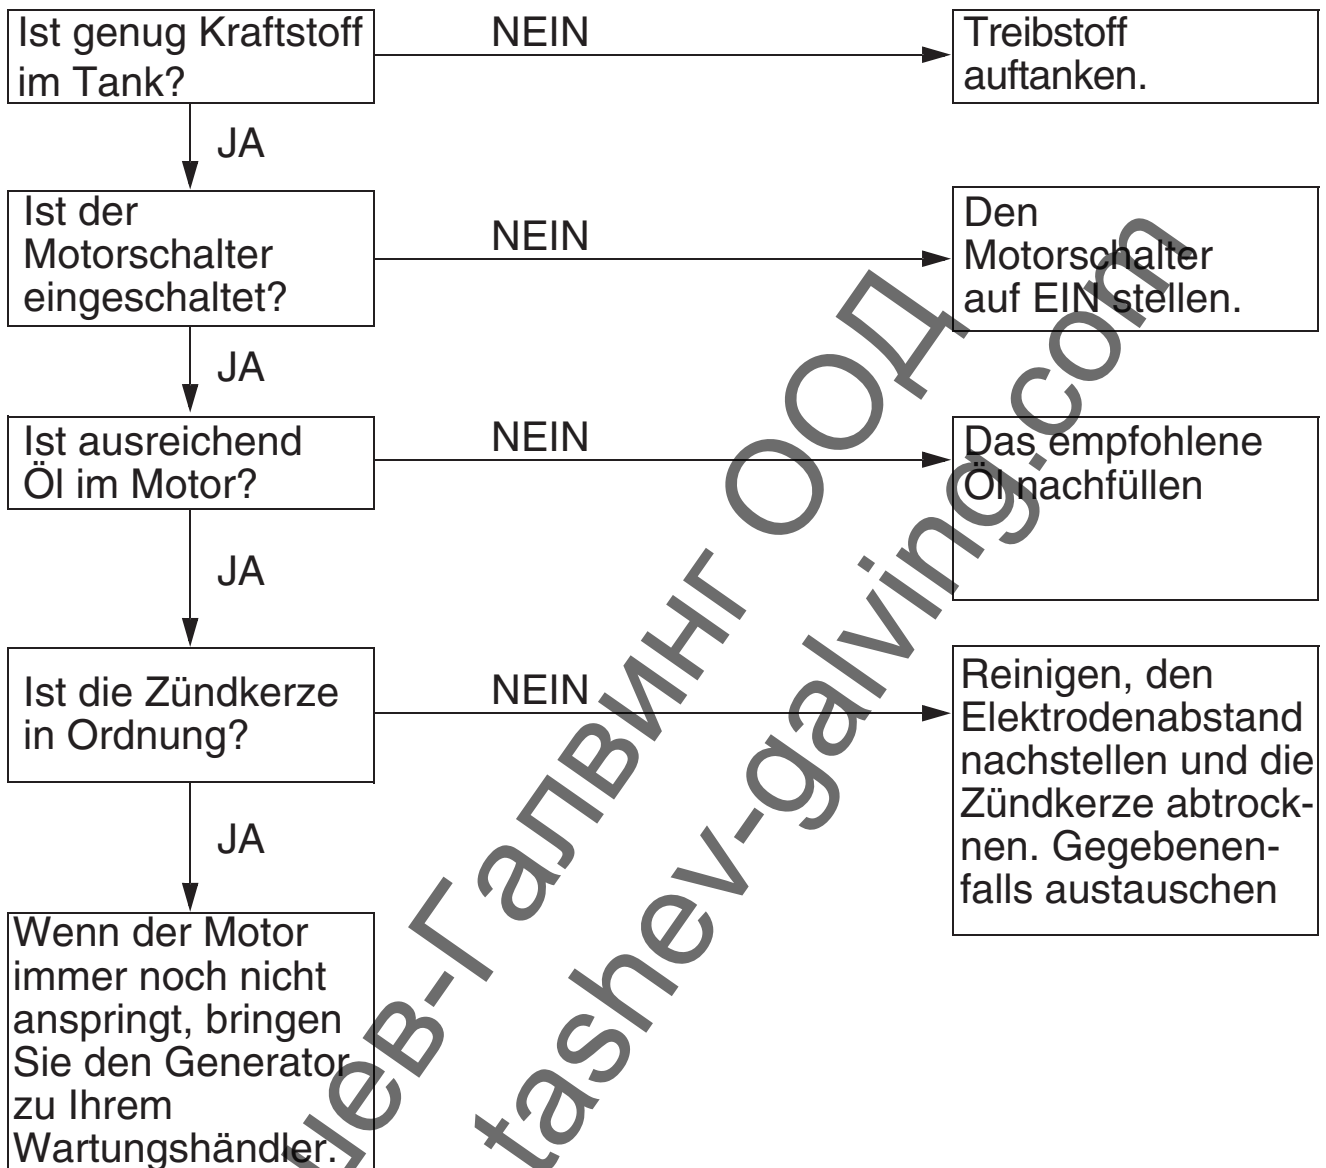 Ist genug Kraftstoff
im Tank?
NEIN
Treibstoff
auftanken.
JA
Ist der
Motorschalter
eingeschaltet?
NEIN
Den
Motorschalter
auf EIN stellen.
JA
Ist ausreichend
Öl im Motor?
NEIN
Das empfohlene
Öl nachfüllen
JA
Ist die Zündkerze
in Ordnung?
NEIN
Reinigen, den
Elektrodenabstand
nachstellen und die
Zündkerze abtrock-
nen. Gegebenen-
falls austauschen
JA
Wenn der Motor
immer noch nicht
anspringt, bringen
Sie den Generator
zu Ihrem
Wartungshändler.
-Галвинг ООД
tashev-galving.com